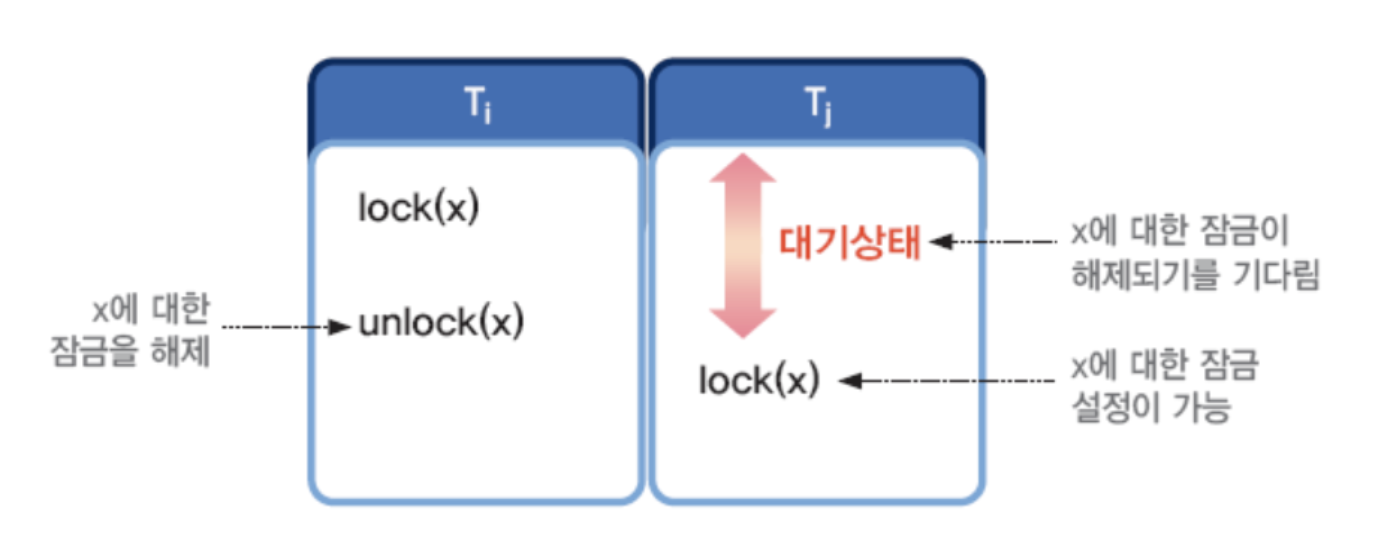 Ti
Tj
lock(x)
대기상태
x에 대한 잠금이
해제되기를 기다림
x에 대한
잠금을 해제
unlock(x)
lock(x)
x에 대한 잠금
설정이 가능